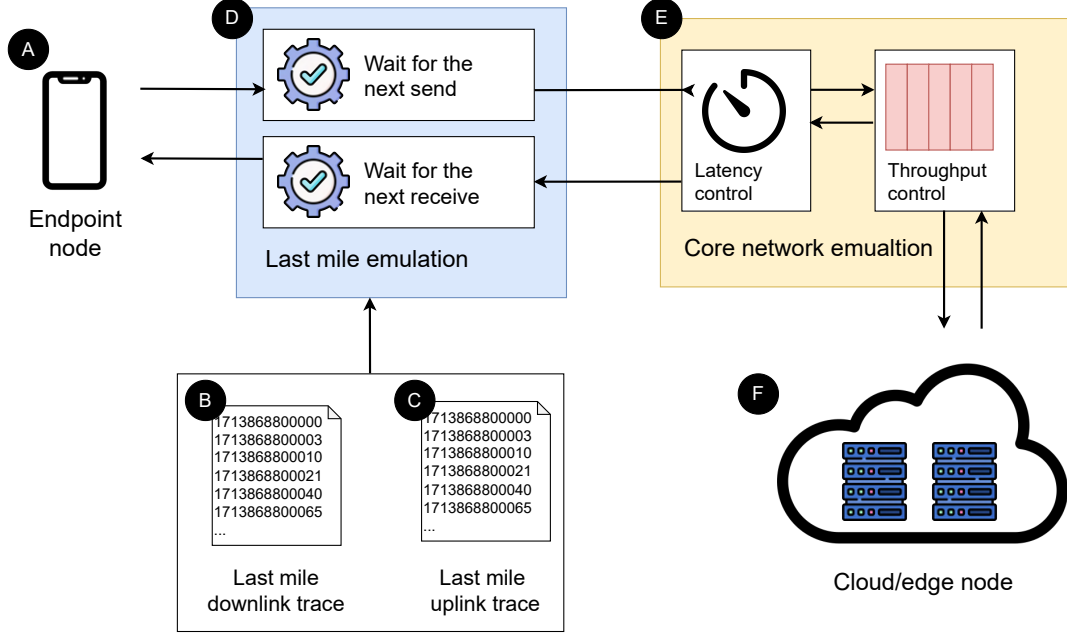 A
Endpoint
node
D
Wait for the
next send
Wait for the
next receive
Last mile emulation
E
Latency
control
Throughput
control
Core network emualtion
B
1713868800000
1713868800003
1713868800010
1713868800021
1713868800040
1713868800065
...
Last mile
downlink trace
C
1713868800000
1713868800003
1713868800010
1713868800021
1713868800040
1713868800065
...
Last mile
uplink trace
F
Cloud/edge node